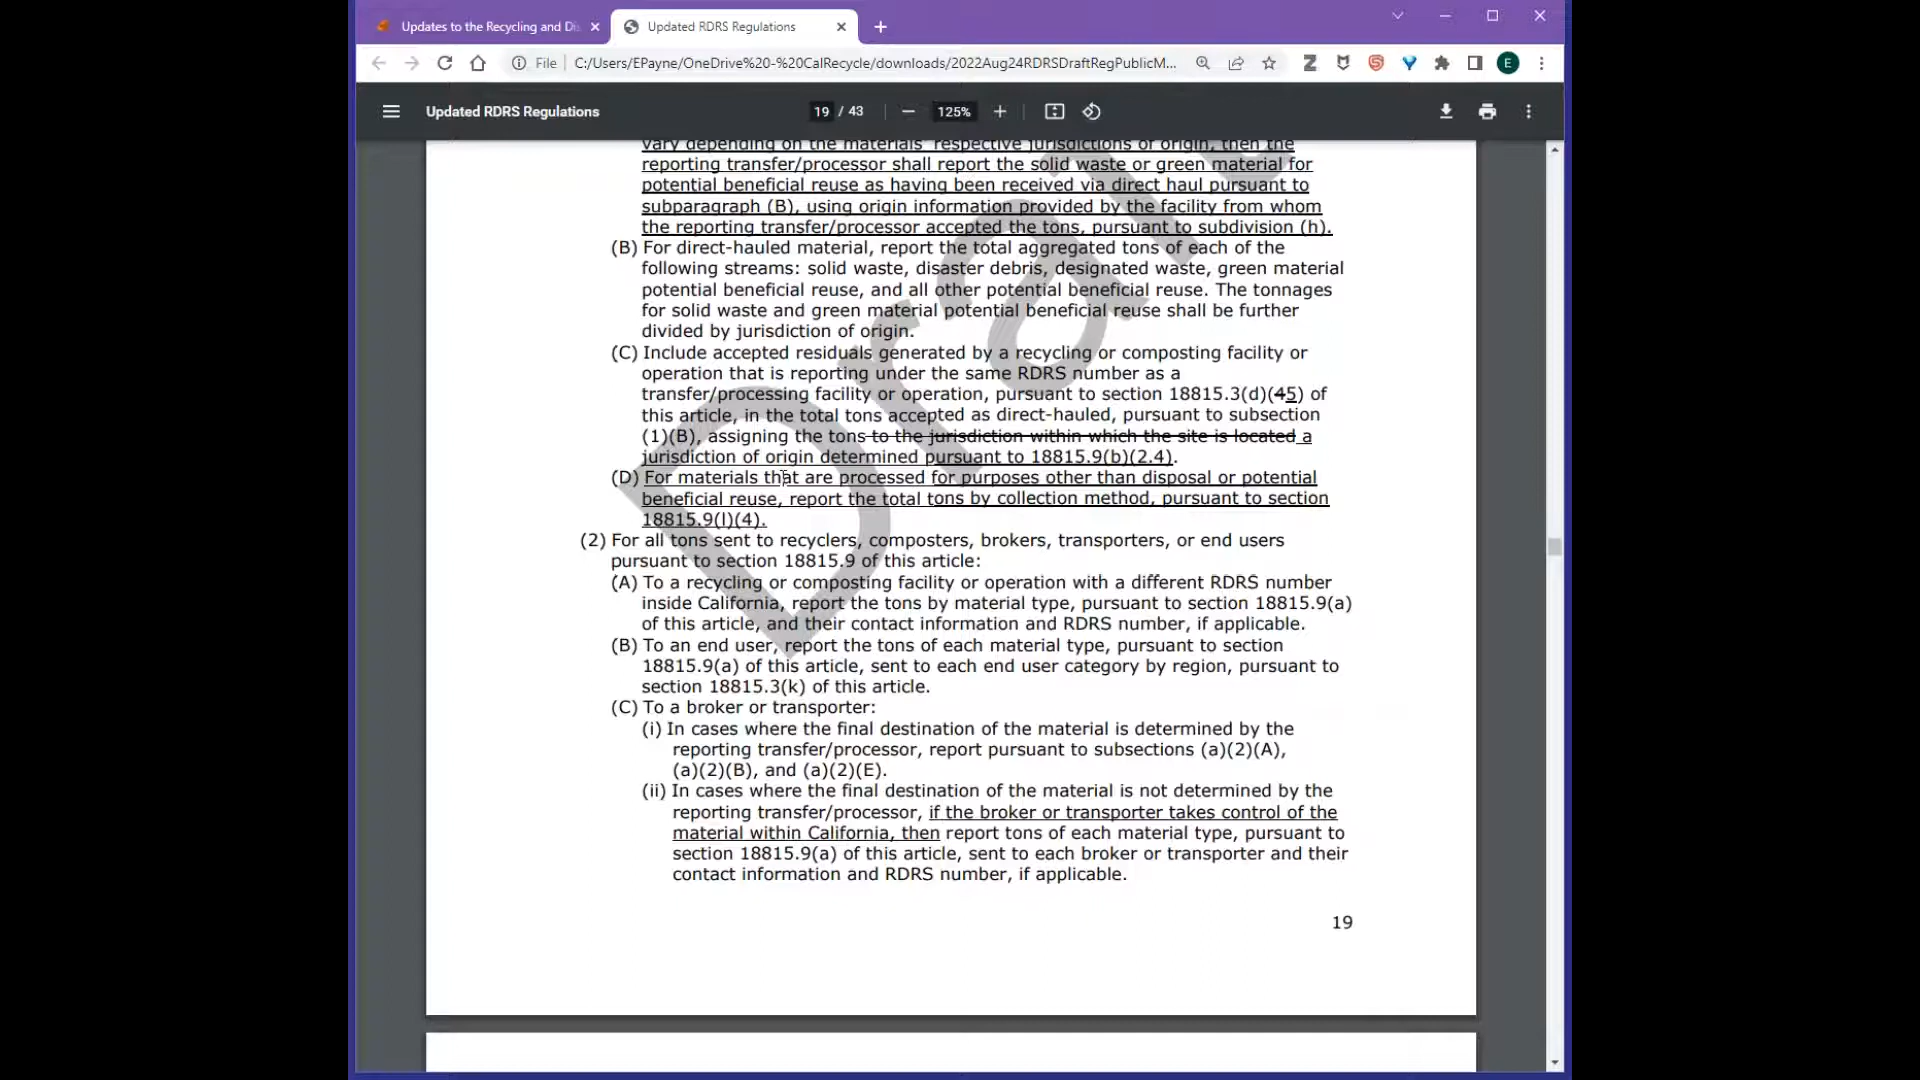 Updates to the Recycling and Di
Updated RDRS Regulations
File
C:/Users/EPayne/OneDrive%20-%20CalRecycle/downloads/2022Aug24RDRSDraftRegPublicM...
E
Updated RDRS Regulations
19 / 43
125%
vary depending on the materials' respective jurisdictions of origin, then the
reporting transfer/processor shall report the solid waste or green material for
potential beneficial reuse as having been received via direct haul pursuant to
subparagraph (B), using origin information provided by the facility from whom
the reporting transfer/processor accepted the tons, pursuant to subdivision (h).
(B) For direct-hauled material, report the total aggregated tons of each of the
following streams: solid waste, disaster debris, designated waste, green material
potential beneficial reuse, and all other potential beneficial reuse. The tonnages
for solid waste and green material potential beneficial reuse shall be further
divided by jurisdiction of origin.
(C) Include accepted residuals generated by a recycling or composting facility or
operation that is reporting under the same RDRS number as a
transfer/processing facility or operation, pursuant to section 18815.3(d)(45) of
this article, in the total tons accepted as direct-hauled, pursuant to subsection
(1)(B), assigning the tons to the jurisdiction within which the site is located a
jurisdiction of origin determined pursuant to 18815.9(b)(2.4).
(D) For materials that are processed for purposes other than disposal or potential
beneficial reuse, report the total tons by collection method, pursuant to section
18815.9(l)(4).
(2) For all tons sent to recyclers, composters, brokers, transporters, or end users
pursuant to section 18815.9 of this article:
(A) To a recycling or composting facility or operation with a different RDRS number
inside California, report the tons by material type, pursuant to section 18815.9(a)
of this article, and their contact information and RDRS number, if applicable.
(B) To an end user, report the tons of each material type, pursuant to section
18815.9(a) of this article, sent to each end user category by region, pursuant to
section 18815.3(k) of this article.
(C) To a broker or transporter:
(i) In cases where the final destination of the material is determined by the
reporting transfer/processor, report pursuant to subsections (a)(2)(A),
(a)(2)(B), and (a)(2)(E).
(ii) In cases where the final destination of the material is not determined by the
reporting transfer/processor, if the broker or transporter takes control of the
material within California, then report tons of each material type, pursuant to
section 18815.9(a) of this article, sent to each broker or transporter and their
contact information and RDRS number, if applicable.
19